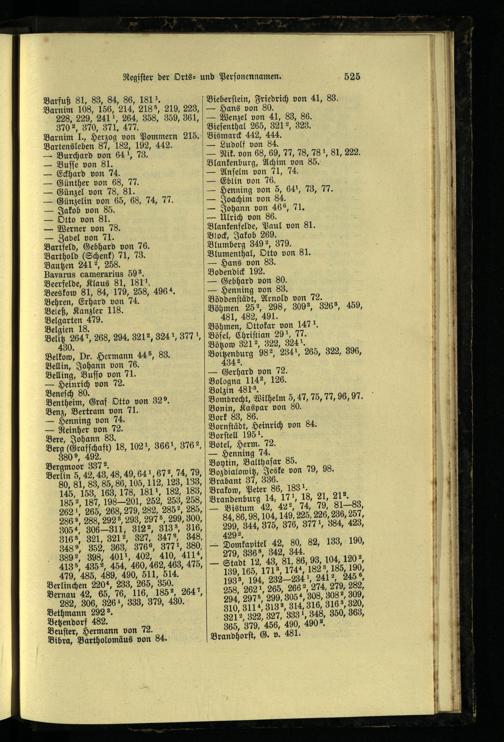 Register der Orts- und Personennamen. 525
Barfuß 81, 83, 84, 86, 181¹.
Barnim 108, 156, 214, 218⁵, 219, 223,
228, 229, 241¹, 264, 358, 359, 361,
370², 370, 371, 477.
Barnim I., Herzog von Pommern 215.
Bartensleben 87, 182, 192, 442.
— Burchard von 64¹, 73.
— Busso von 81.
— Eckhard von 74.
— Günther von 68, 77.
— Günzel von 78, 81.
— Günzelin von 65, 68, 74, 77.
— Jakob von 85.
— Otto von 81.
— Werner von 78.
— Zabel von 71.
Bartfeld, Gebhard von 76.
Barthold (Schenk) 71, 73.
Bautzen 241², 258.
Bavarus camerarius 59³.
Beerfelde, Klaus 81, 181¹.
Beeskow 81, 84, 179, 258, 496⁴.
Behren, Erhard von 74.
Beieß, Kanzler 118.
Belgarten 479.
Belgien 18.
Belitz 264⁷, 268, 294, 321², 324¹, 377¹,
430.
Belkow, Dr. Hermann 44⁵, 83.
Bellin, Johann von 76.
Belling, Busso von 71.
— Heinrich von 72.
Benesch 80.
Bentheim, Graf Otto von 32⁹.
Benz, Bertram von 71.
— Henning von 74.
— Reinher von 72.
Bere, Johann 83.
Berg (Grafschaft) 18, 102¹, 366¹, 376²,
380⁹, 492.
Bergmoor 337².
Berlin 5, 42, 43, 48, 49, 64¹, 67², 74, 79,
80, 81, 83, 85, 86, 105, 112, 123, 133,
145, 153, 163, 178, 181¹, 182, 183,
185², 187, 198—201, 252, 253, 258,
262¹, 265, 268, 279, 282, 285², 285,
286³, 288, 292³, 293, 297⁵, 299, 300,
305⁴, 306—311, 312², 313³, 316,
316⁵, 321, 321², 327, 347⁶, 348,
348⁹, 352, 363, 376⁶, 377¹, 380,
389², 398, 401¹, 402, 410, 411⁴,
413⁵, 435², 454, 460, 462, 463, 475,
479, 485, 489, 490, 511, 514.
Berlinchen 220⁴, 233, 265, 350.
Bernau 42, 65, 76, 116, 185², 264⁷,
282, 306, 326¹, 333, 379, 430.
Bethmann 292³.
Betzendorf 482.
Beuster, Hermann von 72.
Bibra, Bartholomäus von 84.
Bieberstein, Friedrich von 41, 83.
— Hans von 80.
— Wenzel von 41, 83, 86.
Biesenthal 265, 321², 323.
Bismarck 442, 444.
— Ludolf von 84.
— Nik. von 68, 69, 77, 78, 78¹, 81, 222.
Blankenburg, Achim von 85.
— Anselm von 71, 74.
— Eblin von 76.
— Henning von 5, 64¹, 73, 77.
— Joachim von 84.
— Johann von 46⁶, 71.
— Ulrich von 86.
Blankenfelde, Paul von 81.
Block, Jakob 269.
Blumberg 349², 379.
Blumenthal, Otto von 81.
— Hans von 83.
Bodendick 192.
— Gebhard von 80.
— Henning von 83.
Böddenstädt, Arnold von 72.
Böhmen 25², 298, 309³, 326³, 459,
481, 482, 491.
Böhmen, Ottokar von 147¹.
Bösel, Christian 29¹, 77.
Bötzow 321², 322, 324¹.
Boitzenburg 98², 234¹, 265, 322, 396,
434².
— Gerhard von 72.
Bologna 114², 126.
Bolzin 481³.
Bombrecht, Wilhelm 5, 47, 75, 77, 96, 97.
Bonin, Kaspar von 80.
Bork 83, 86.
Bornstädt, Heinrich von 84.
Borstell 195¹.
Botel, Herm. 72.
— Henning 74.
Boytin, Balthasar 85.
Bozdialowitz, Jeske von 79, 98.
Brabant 37, 336.
Brakow, Peter 86, 183¹.
Brandenburg 14, 17¹, 18, 21, 21².
— Bistum 42, 42², 74, 79, 81—83,
84, 86, 98, 104, 149, 225, 226, 236, 257,
299, 344, 375, 376, 377¹, 384, 423,
429².
— Domkapitel 42, 80, 82, 133, 190,
279, 336⁵, 342, 344.
— Stadt 12, 43, 81, 86, 93, 104, 120²,
139, 165, 171³, 174⁴, 182², 185, 190,
193³, 194, 232—234¹, 241², 245⁶,
258, 262¹, 265, 266², 274, 279, 282,
294, 297⁵, 299, 305⁴, 308, 308², 309,
310, 311⁴, 313³, 314, 316, 316⁵, 320,
321², 322, 327, 333¹, 348, 350, 363,
365, 379, 456, 490, 490².
Brandhorst, G. v. 481.